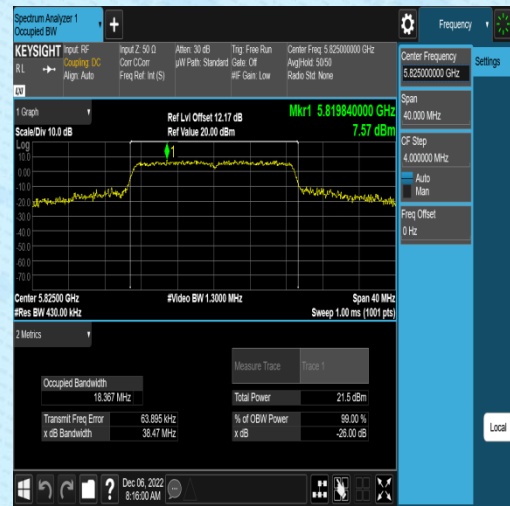 Spectrum Analyzer 1
Occupied BW
+
Frequency
KEYSIGHT
RL
Input: RF
Coupling: DC
Align: Auto
Input Z: 50 Ω
Corr CCorr
Freq Ref: Int (S)
Atten: 30 dB
µW Path: Standard
Trig: Free Run
Gate: Off
#IF Gain: Low
Center Freq: 5.825000000 GHz
Avg|Hold: 50/50
Radio Std: None
LXI
Center Frequency
5.825000000 GHz
Settings
Span
40.000 MHz
CF Step
4.000000 MHz
Auto
Man
Freq Offset
0 Hz
1 Graph
Scale/Div 10.0 dB
Ref Lvl Offset 12.17 dB
Ref Value 20.00 dBm
Mkr1 5.819840000 GHz
7.57 dBm
Log
1
10.0
0.00
-10.0
-20.0
-30.0
-40.0
-50.0
-60.0
-70.0
Center 5.82500 GHz
#Res BW 430.00 kHz
#Video BW 1.3000 MHz
Span 40 MHz
Sweep 1.00 ms (1001 pts)
2 Metrics
Measure Trace
Trace 1
Occupied Bandwidth
18.367 MHz
Total Power
21.5 dBm
Transmit Freq Error
63.895 kHz
% of OBW Power
99.00 %
x dB Bandwidth
38.47 MHz
x dB
-26.00 dB
Local
?
Dec 06, 2022
8:16:00 AM